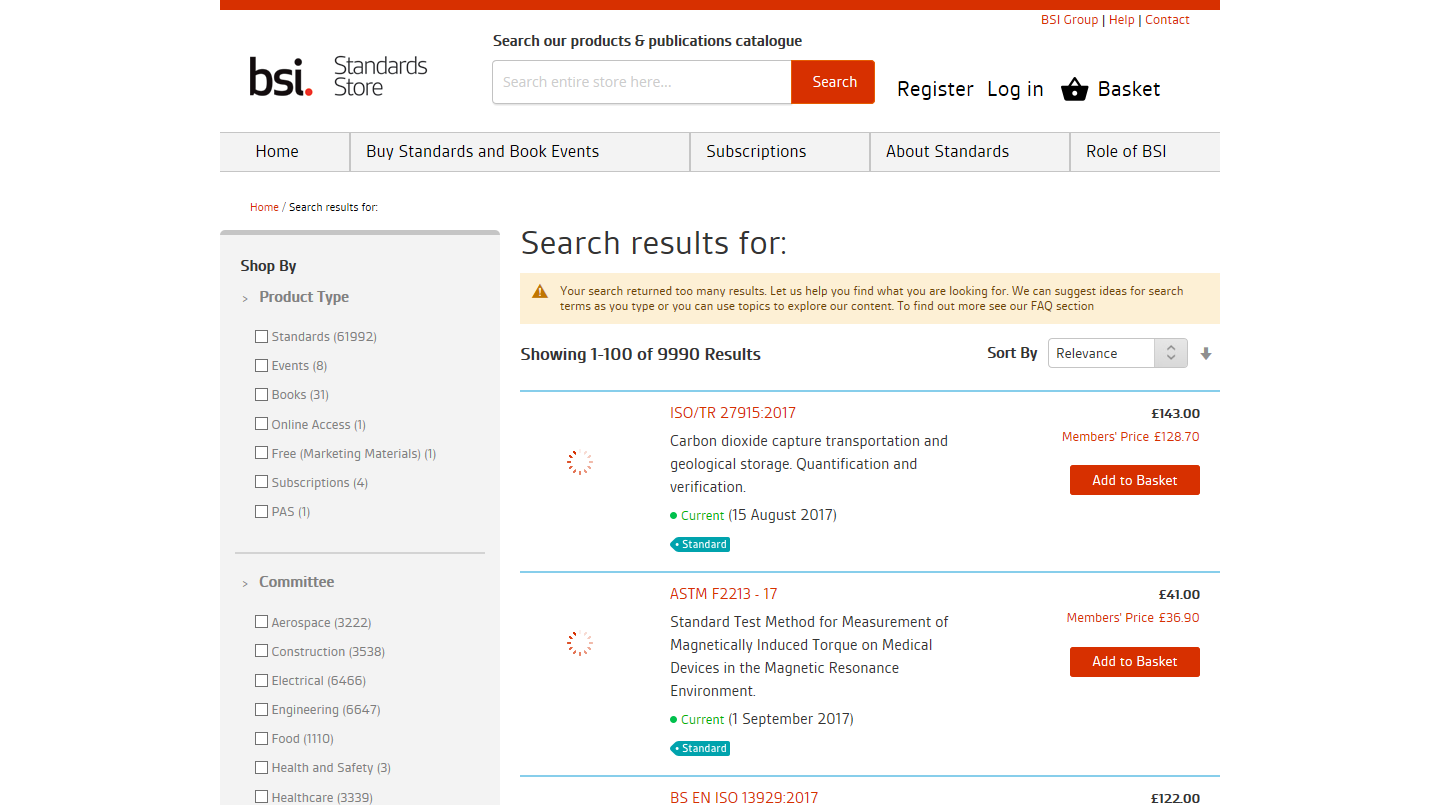 BSI Group | Help | Contact
Search our products & publications catalogue
bsi. Standards Store
Search entire store here...
Search
Register
Log in
Basket
Home
Buy Standards and Book Events
Subscriptions
About Standards
Role of BSI
Home / Search results for:
Shop By
> Product Type
Standards (61992)
Events (8)
Books (31)
Online Access (1)
Free (Marketing Materials) (1)
Subscriptions (4)
PAS (1)
> Committee
Aerospace (3222)
Construction (3538)
Electrical (6466)
Engineering (6647)
Food (1110)
Health and Safety (3)
Healthcare (3339)
Search results for:
Your search returned too many results. Let us help you find what you are looking for. We can suggest ideas for search
terms as you type or you can use topics to explore our content. To find out more see our FAQ section
Showing 1-100 of 9990 Results
Sort By
Relevance
ISO/TR 27915:2017
Carbon dioxide capture transportation and
geological storage. Quantification and
verification.
Current (15 August 2017)
Standard
£143.00
Members' Price £128.70
Add to Basket
ASTM F2213 - 17
Standard Test Method for Measurement of
Magnetically Induced Torque on Medical
Devices in the Magnetic Resonance
Environment.
Current (1 September 2017)
Standard
£41.00
Members' Price £36.90
Add to Basket
BS EN ISO 13929:2017
£122.00